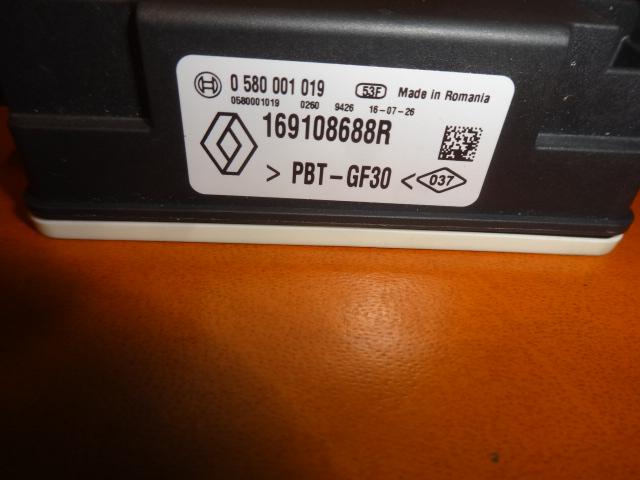 0 580 001 019 53F Made in Romania
0580001019 0260 9426 16-07-26
169108688R
> PBT-GF30 < 037